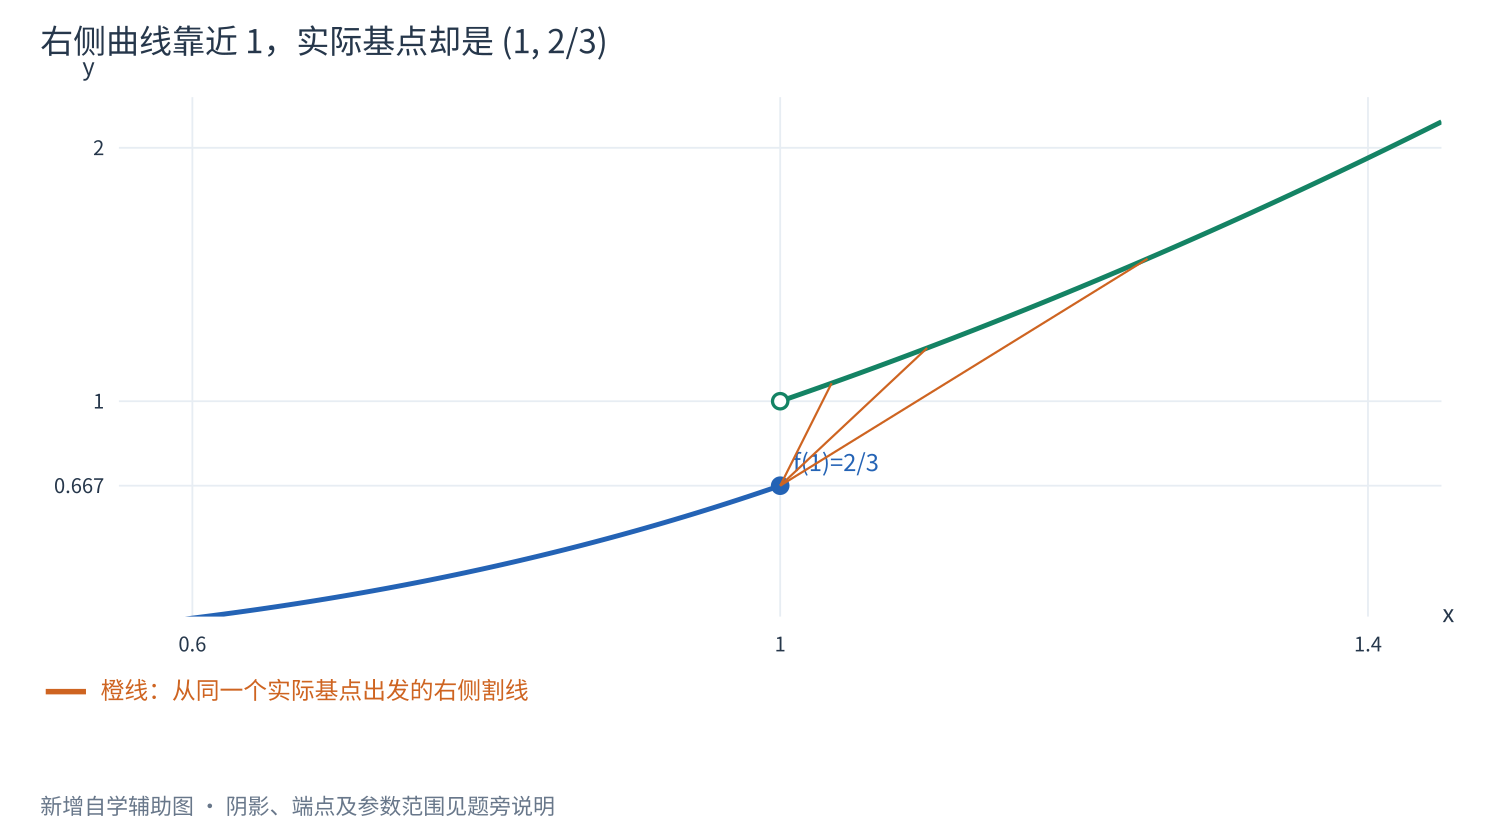 右侧曲线靠近 1，实际基点却是 (1, 2/3)
y
2
1
f(1)=2/3
0.667
x
0.6
1
1.4
橙线：从同一个实际基点出发的右侧割线
新增自学辅助图 · 阴影、端点及参数范围见题旁说明